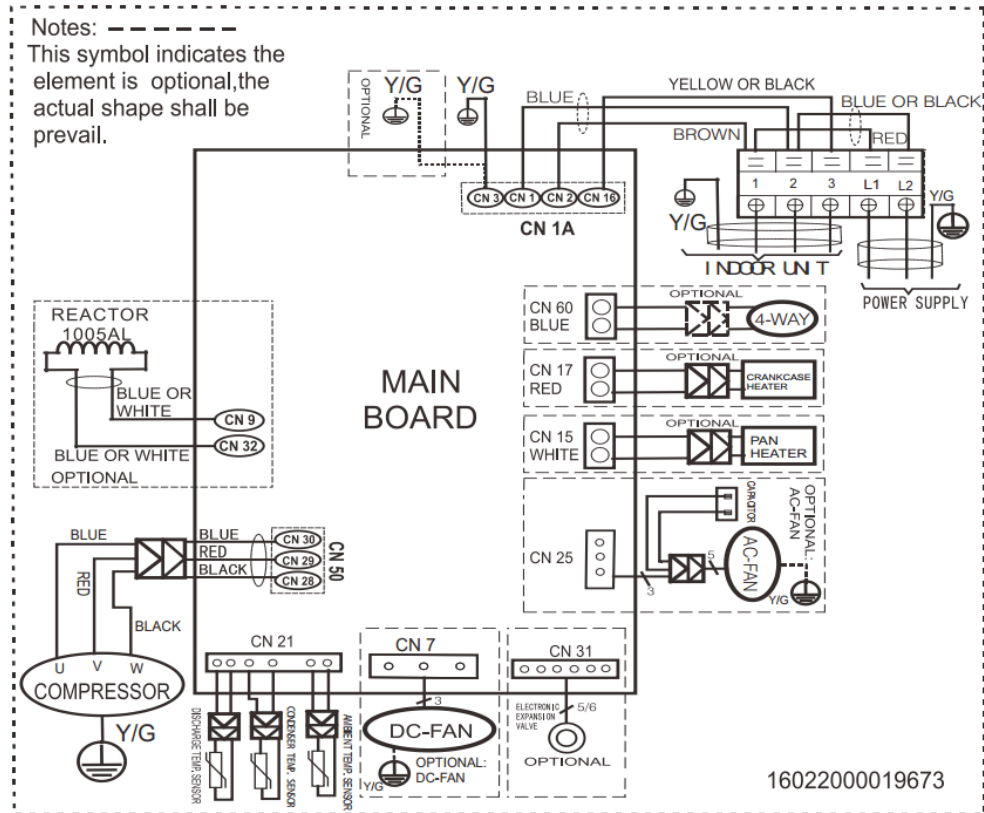 Notes:
This symbol indicates the
element is optional,the
actual shape shall be
prevail.
OPTIONAL
Y/G
Y/G
BLUE
YELLOW OR BLACK
BLUE OR BLACK
BROWN
RED
CN 3
CN 1
CN 2
CN 16
CN 1A
1
2
3
L1
L2
Y/G
Y/G
INDOOR UNIT
POWER SUPPLY
REACTOR
1005AL
BLUE OR
WHITE
CN 9
CN 32
BLUE OR WHITE
OPTIONAL
MAIN
BOARD
CN 60
BLUE
OPTIONAL
4-WAY
CN 17
RED
OPTIONAL
CRANKCASE
HEATER
CN 15
WHITE
OPTIONAL
PAN
HEATER
CN 25
CAPACITOR
OPTIONAL:
AC-FAN
AC-FAN
5
3
Y/G
BLUE
RED
BLACK
BLUE
RED
BLACK
CN 30
CN 29
CN 28
CN 50
U
V
W
COMPRESSOR
Y/G
CN 21
DISCHARGE TEMP. SENSOR
CONDENSER TEMP. SENSOR
AMBIENT TEMP. SENSOR
CN 7
3
DC-FAN
OPTIONAL:
DC-FAN
Y/G
CN 31
ELECTRONIC
EXPANSION
VALVE
5/6
OPTIONAL
16022000019673